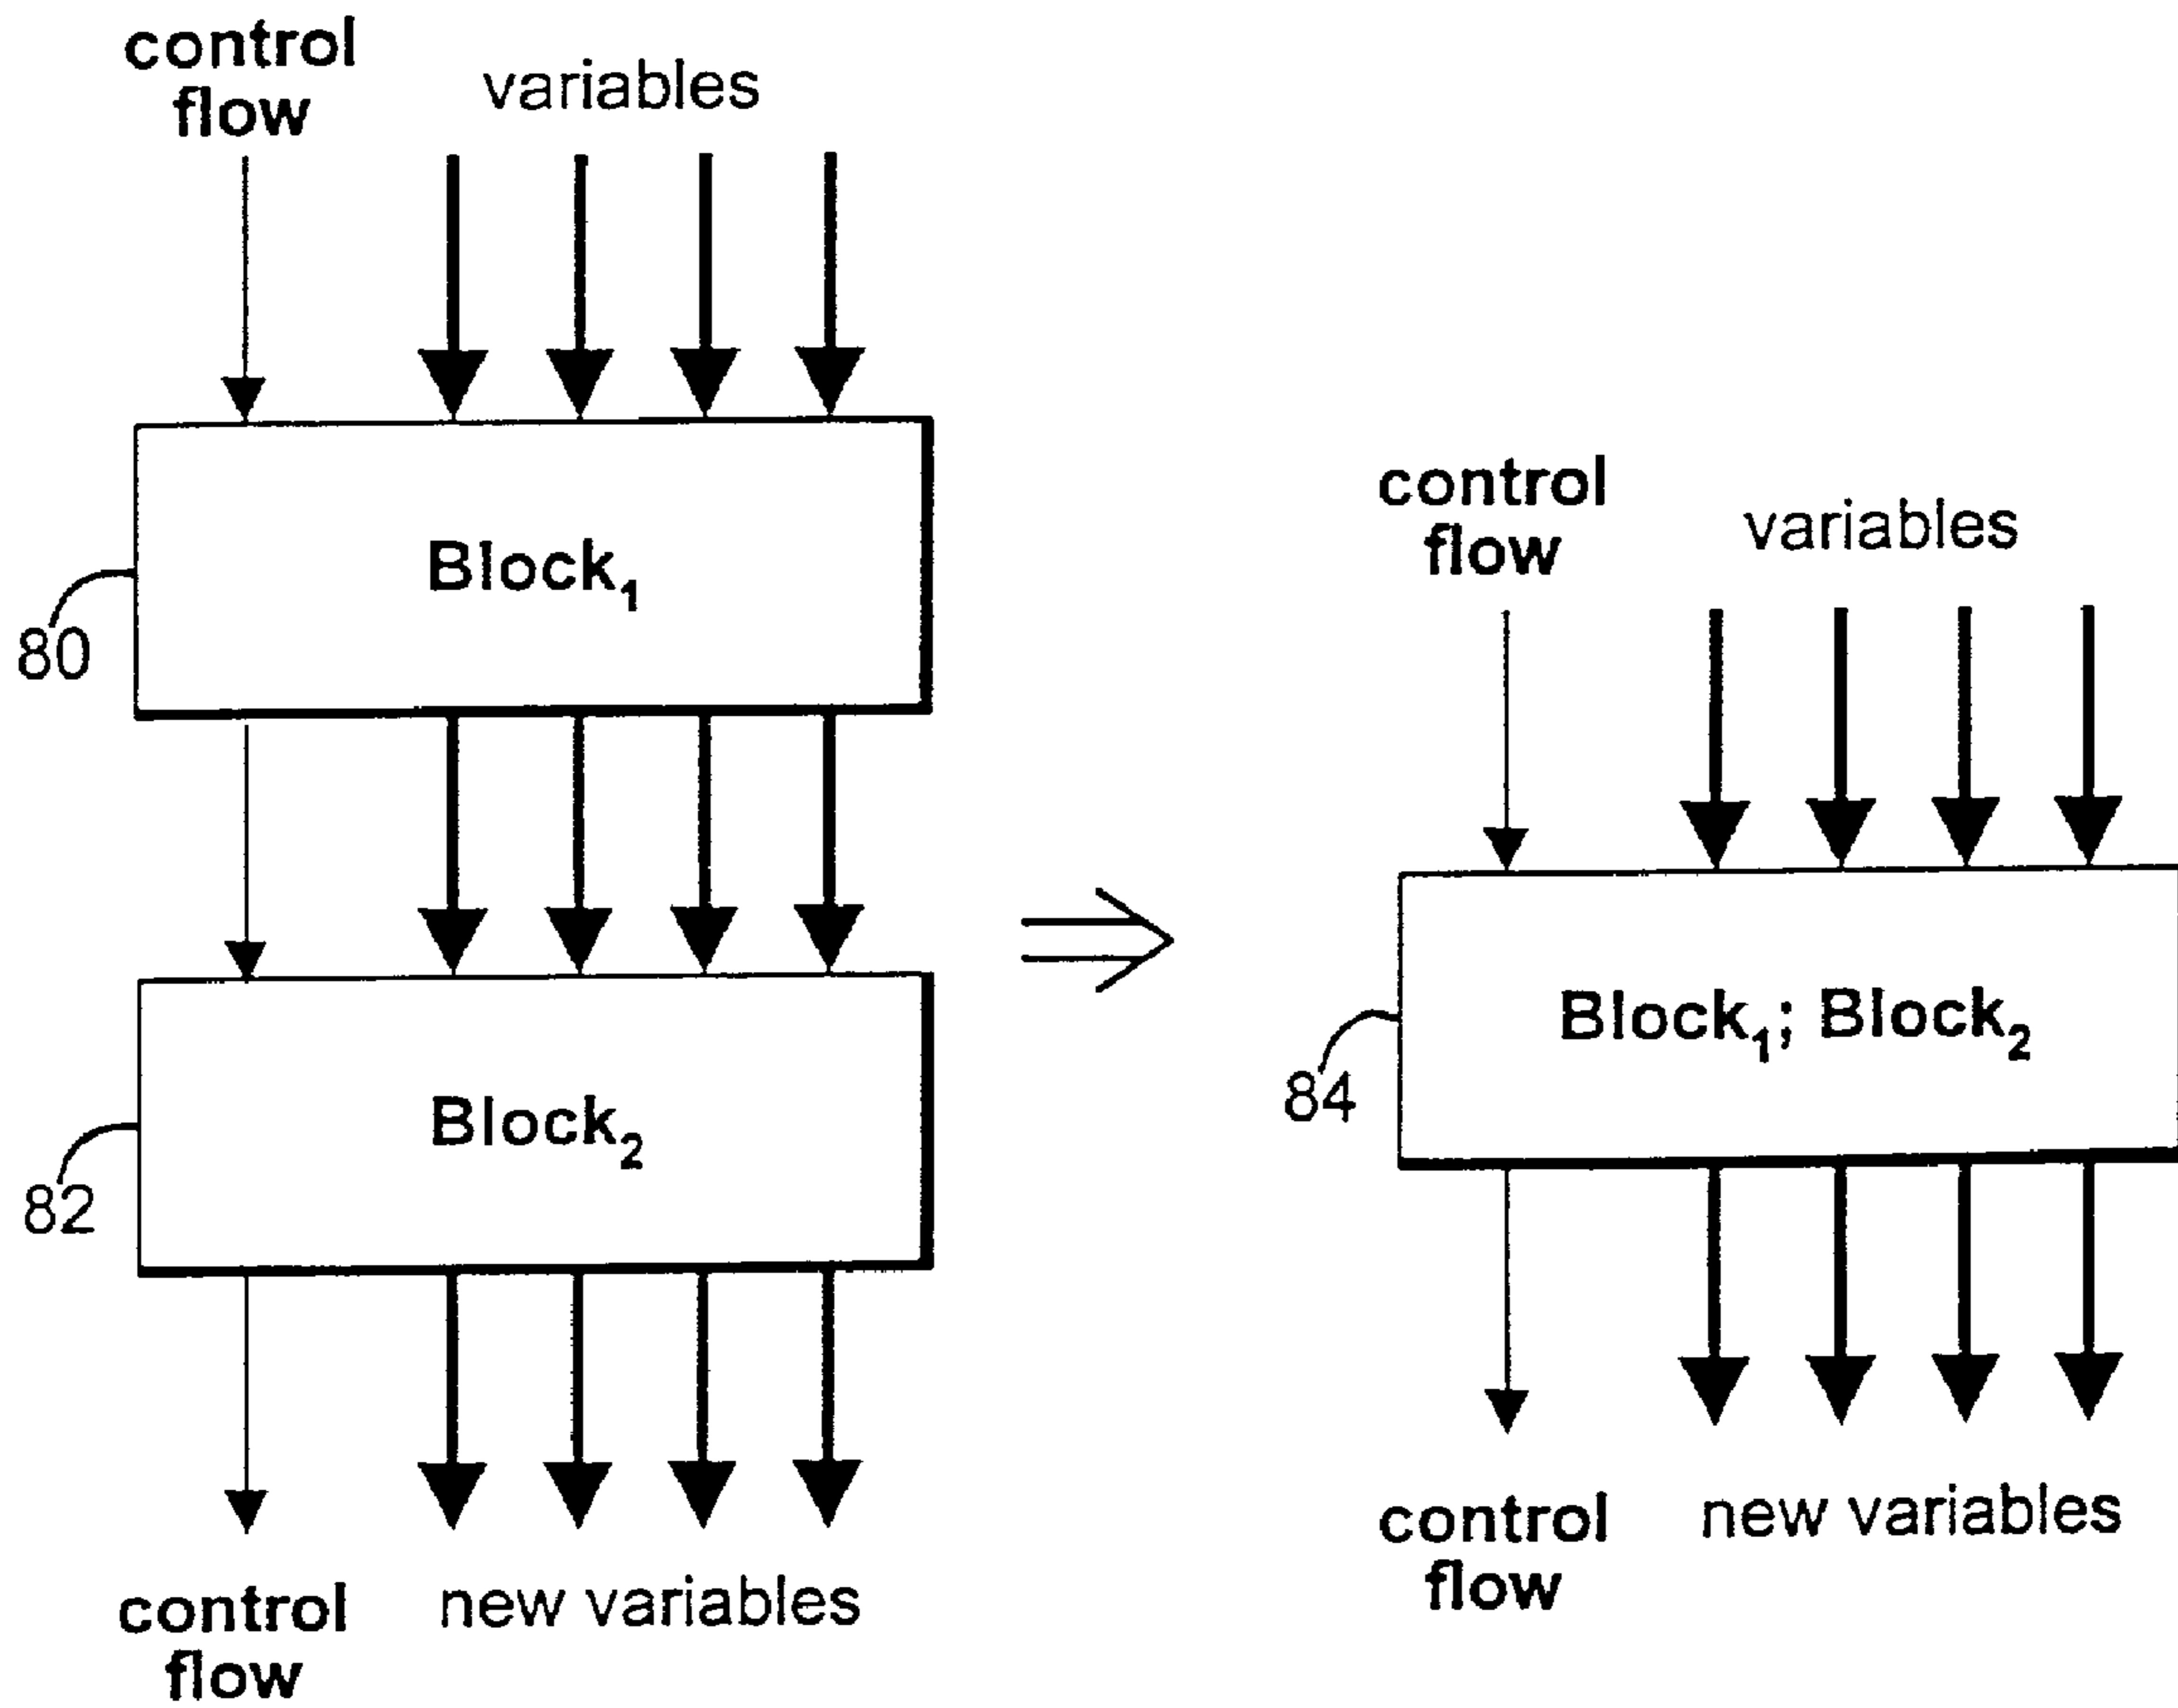 control
flow
variables
Block₁
80
Block₂
82
control
flow
new variables
control
flow
variables
Block₁; Block₂
84
control
flow
new variables